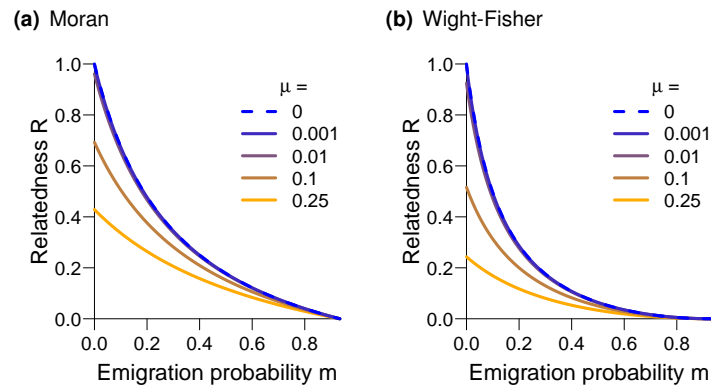 (a) Moran
Relatedness R
1.0
0.8
0.6
0.4
0.2
0.0
0.0 0.2 0.4 0.6 0.8
Emigration probability m
μ =
0
0.001
0.01
0.1
0.25
(b) Wight-Fisher
Relatedness R
1.0
0.8
0.6
0.4
0.2
0.0
0.0 0.2 0.4 0.6 0.8
Emigration probability m
μ =
0
0.001
0.01
0.1
0.25